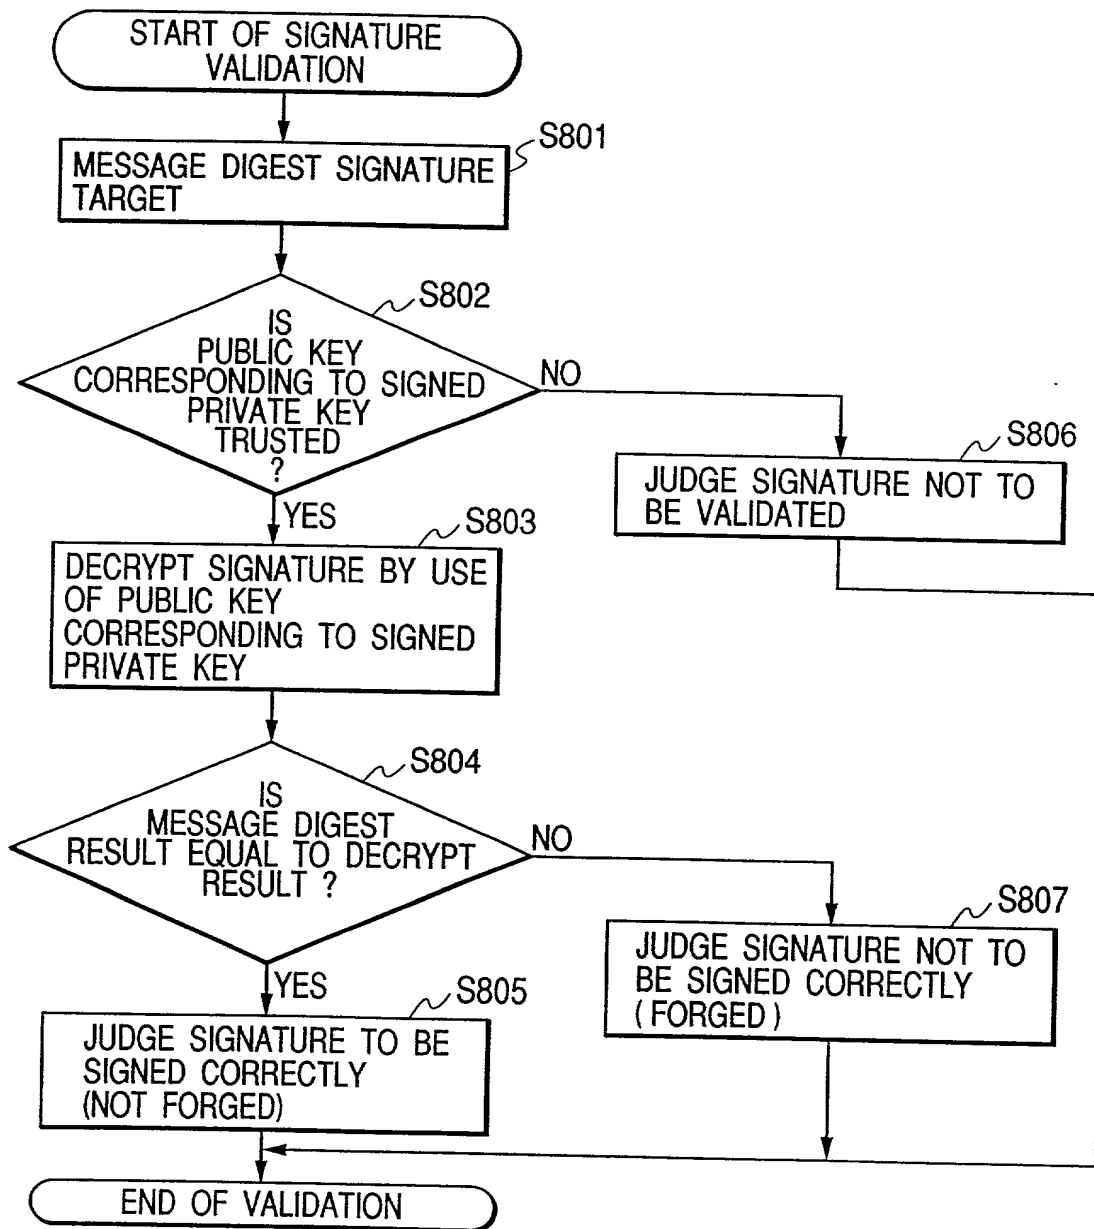 START OF SIGNATURE
VALIDATION
S801
MESSAGE DIGEST SIGNATURE
TARGET
S802
IS
PUBLIC KEY
CORRESPONDING TO SIGNED
PRIVATE KEY
TRUSTED
?
NO
YES
S806
JUDGE SIGNATURE NOT TO
BE VALIDATED
S803
DECRYPT SIGNATURE BY USE
OF PUBLIC KEY
CORRESPONDING TO SIGNED
PRIVATE KEY
S804
IS
MESSAGE DIGEST
RESULT EQUAL TO DECRYPT
RESULT ?
NO
YES
S807
JUDGE SIGNATURE NOT TO
BE SIGNED CORRECTLY
(FORGED)
S805
JUDGE SIGNATURE TO BE
SIGNED CORRECTLY
(NOT FORGED)
END OF VALIDATION